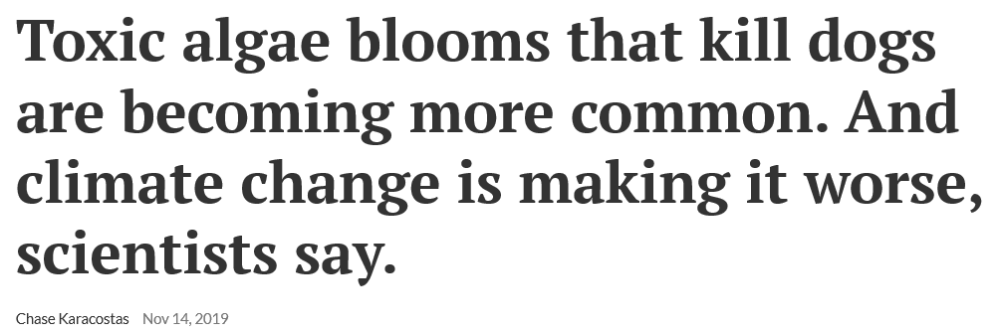 Toxic algae blooms that kill dogs
are becoming more common. And
climate change is making it worse,
scientists say.
Chase Karacostas Nov 14, 2019